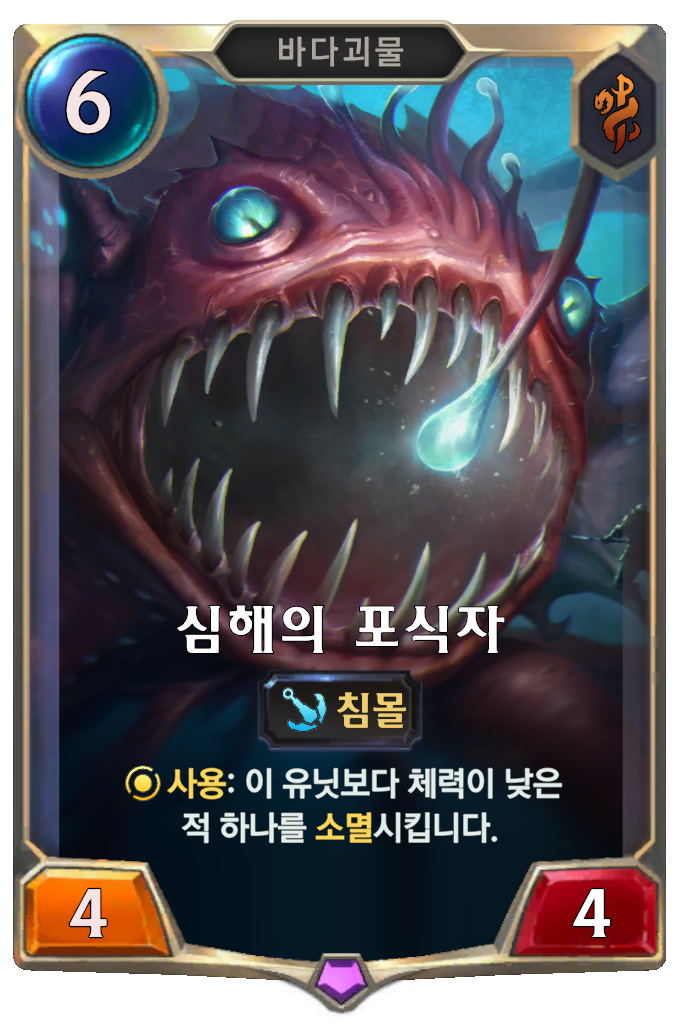 바다괴물
6
심해의 포식자
침몰
사용: 이 유닛보다 체력이 낮은
적 하나를 소멸시킵니다.
4
4